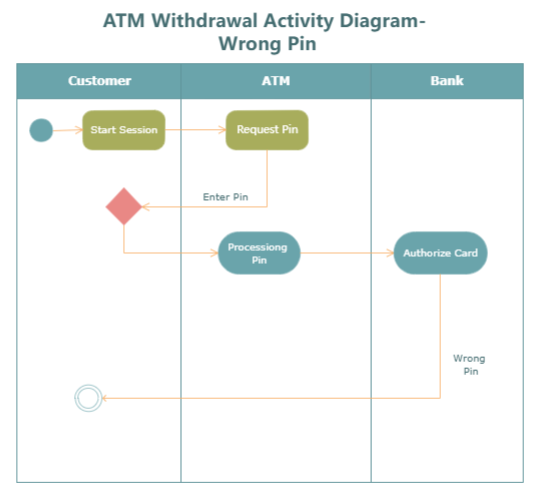 ATM Withdrawal Activity Diagram-
Wrong Pin
Customer
ATM
Bank
Start Session
Request Pin
Enter Pin
Processiong
Pin
Authorize Card
Wrong
Pin